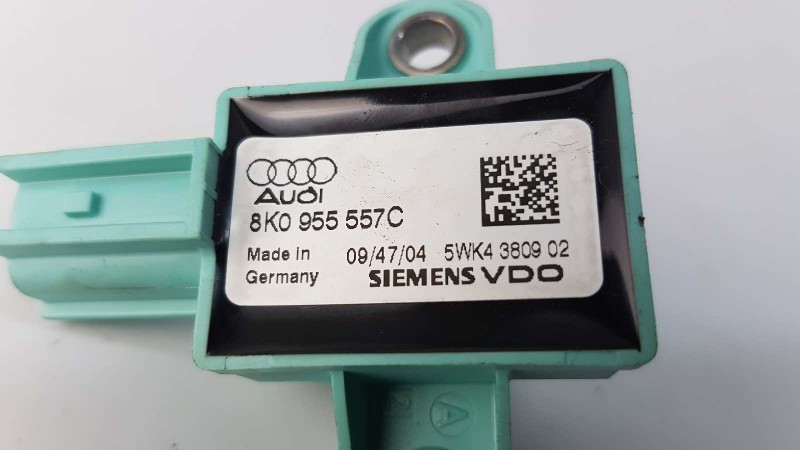 AUDI
8K0 955 557C
Made in Germany
09/47/04 5WK4 3809 02
SIEMENS VDO
A